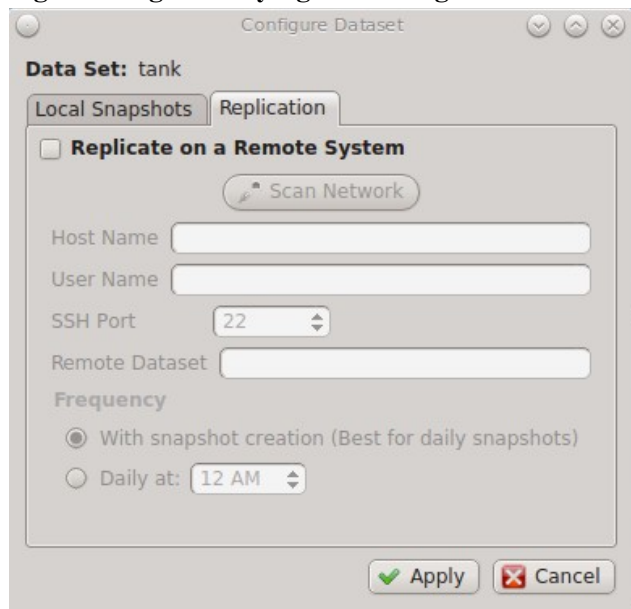 Configure Dataset
Data Set: tank
Local Snapshots Replication
Replicate on a Remote System
Scan Network
Host Name
User Name
SSH Port 22
Remote Dataset
Frequency
With snapshot creation (Best for daily snapshots)
Daily at: 12 AM
Apply Cancel